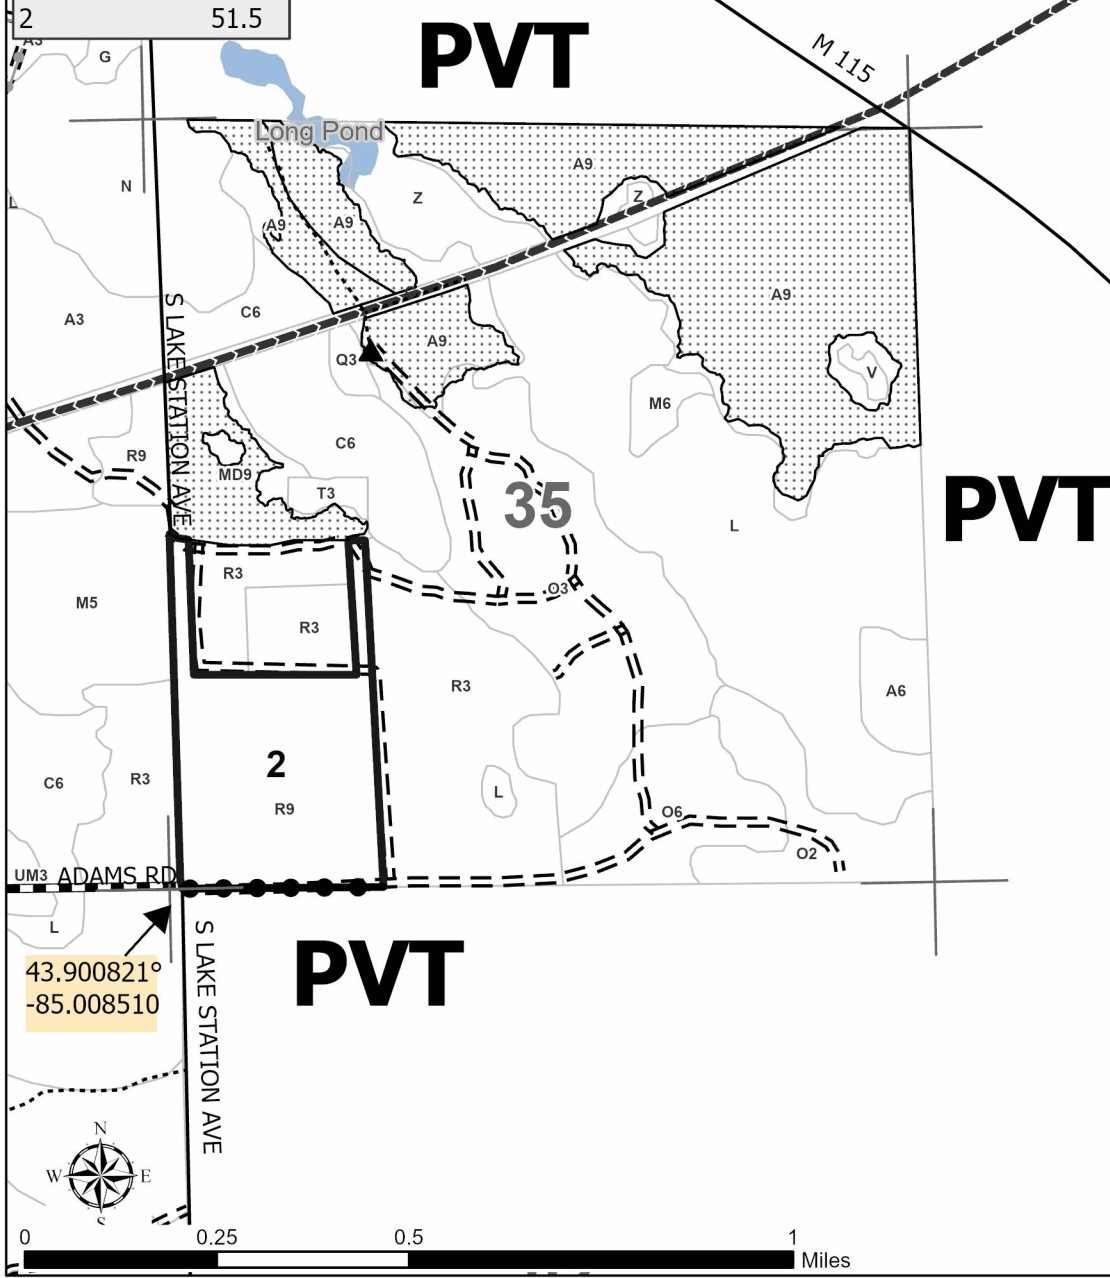 2 51.5
PVT
M 115
A3
G
Long Pond
A9
N
Z
Z
A9
A9
L
A9
C6
A3
A9
Q3
V
S LAKE STATION AVE
M6
C6
R9
MD9
T3
35
PVT
L
R3
O3
M5
R3
R3
A6
2
C6
R3
L
R9
O6
O2
UM3
ADAMS RD
L
PVT
43.900821°
-85.008510
S LAKE STATION AVE
N
W E
S
0 0.25 0.5 1
Miles